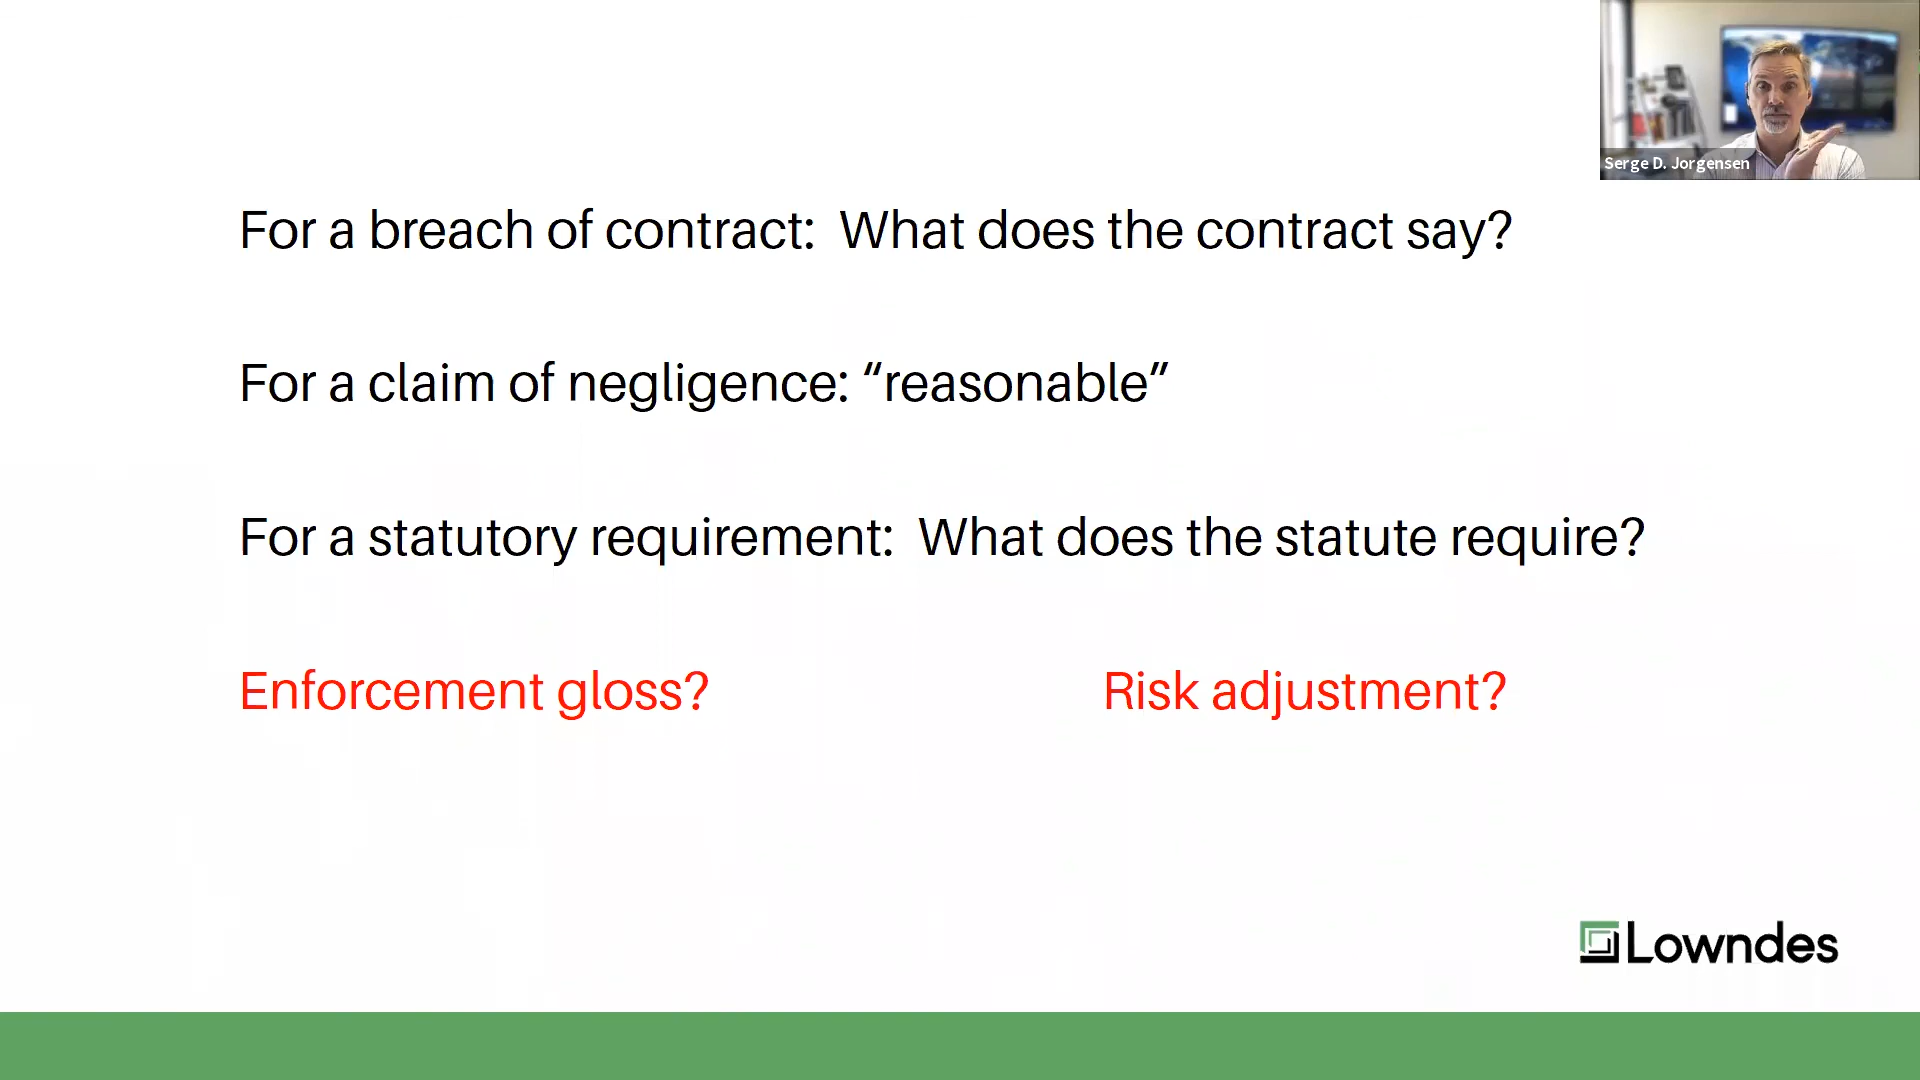 Serge D. Jorgensen
For a breach of contract:  What does the contract say?
For a claim of negligence: “reasonable”
For a statutory requirement:  What does the statute require?
Enforcement gloss?
Risk adjustment?
Lowndes